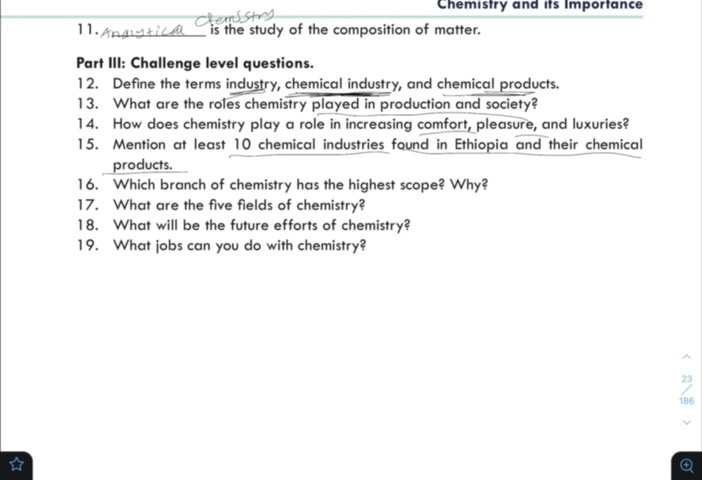 Chemistry and its Importance
Chemistry
11. Analytical is the study of the composition of matter.
Part III: Challenge level questions.
12. Define the terms industry, chemical industry, and chemical products.
13. What are the roles chemistry played in production and society?
14. How does chemistry play a role in increasing comfort, pleasure, and luxuries?
15. Mention at least 10 chemical industries found in Ethiopia and their chemical
products.
16. Which branch of chemistry has the highest scope? Why?
17. What are the five fields of chemistry?
18. What will be the future efforts of chemistry?
19. What jobs can you do with chemistry?
23
/
186